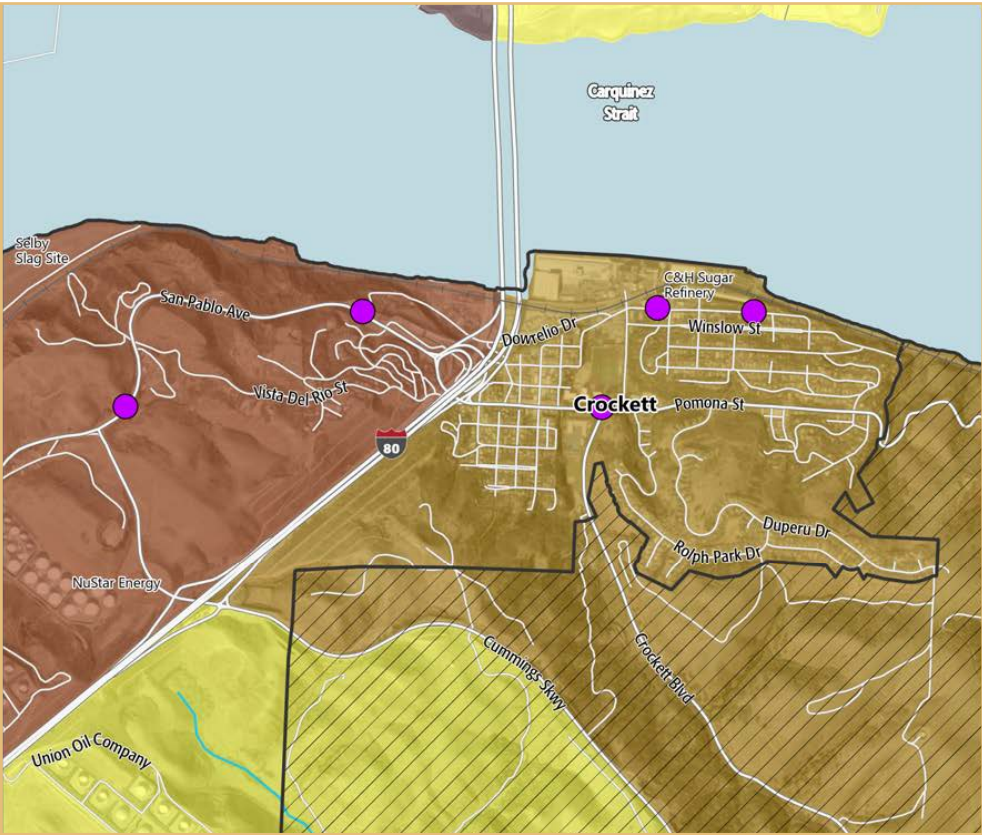 Carquinez
Strait
Selby
Slag Site
C&H Sugar
Refinery
San Pablo Ave
Winslow St
Dowrelio Dr
Vista Del Rio St
Crockett
Pomona St
80
Duperu Dr
Rolph Park Dr
NuStar Energy
Cummings Skwy
Crockett Blvd
Union Oil Company